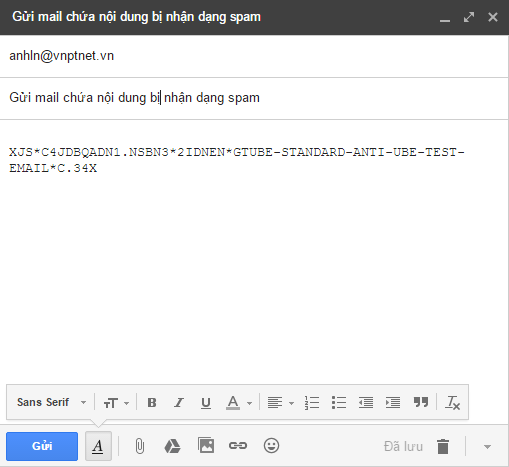 Gửi mail chứa nội dung bị nhận dạng spam
anhln@vnptnet.vn
Gửi mail chứa nội dung bị nhận dạng spam
XJS*C4JDBQADN1.NSBN3*2IDNEN*GTUBE-STANDARD-ANTI-UBE-TEST-
EMAIL*C.34X
Sans Serif
Gửi
Đã lưu